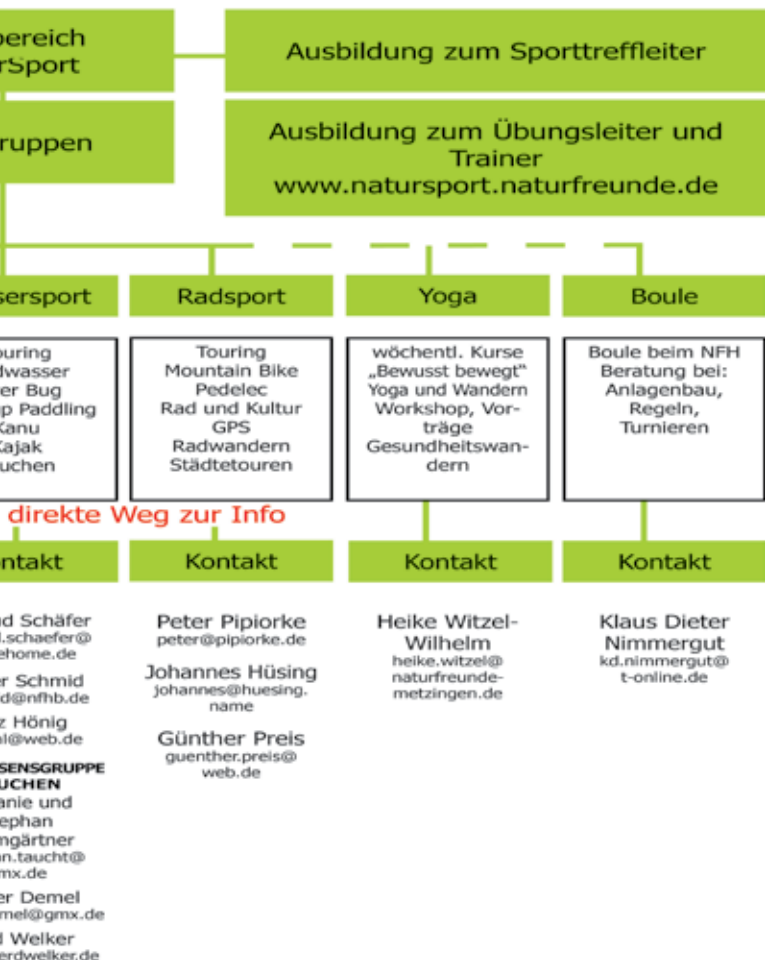 bereich
rSport
Ausbildung zum Sporttreffleiter
ruppen
Ausbildung zum Übungsleiter und
Trainer
www.natursport.naturfreunde.de
sersport
Radsport
Yoga
Boule
ouring
dwasser
er Bug
p Paddling
Kanu
Kajak
uchen
Touring
Mountain Bike
Pedelec
Rad und Kultur
GPS
Radwandern
Städtetouren
wöchentl. Kurse
„Bewusst bewegt“
Yoga und Wandern
Workshop, Vor-
träge
Gesundheitswan-
dern
Boule beim NFH
Beratung bei:
Anlagenbau,
Regeln,
Turnieren
direkte Weg zur Info
ntakt
Kontakt
Kontakt
Kontakt
d Schäfer
l.schaefer@
ehome.de
r Schmid
d@nfhb.de
z Hönig
l@web.de
SENSGRUPPE
UCHEN
anie und
ephan
mgärtner
n.taucht@
mx.de
er Demel
mel@gmx.de
d Welker
erdwelker.de
Peter Pipiorke
peter@pipiorke.de
Johannes Hüsing
johannes@huesing.
name
Günther Preis
guenther.preis@
web.de
Heike Witzel-
Wilhelm
heike.witzel@
naturfreunde-
metzingen.de
Klaus Dieter
Nimmergut
kd.nimmergut@
t-online.de